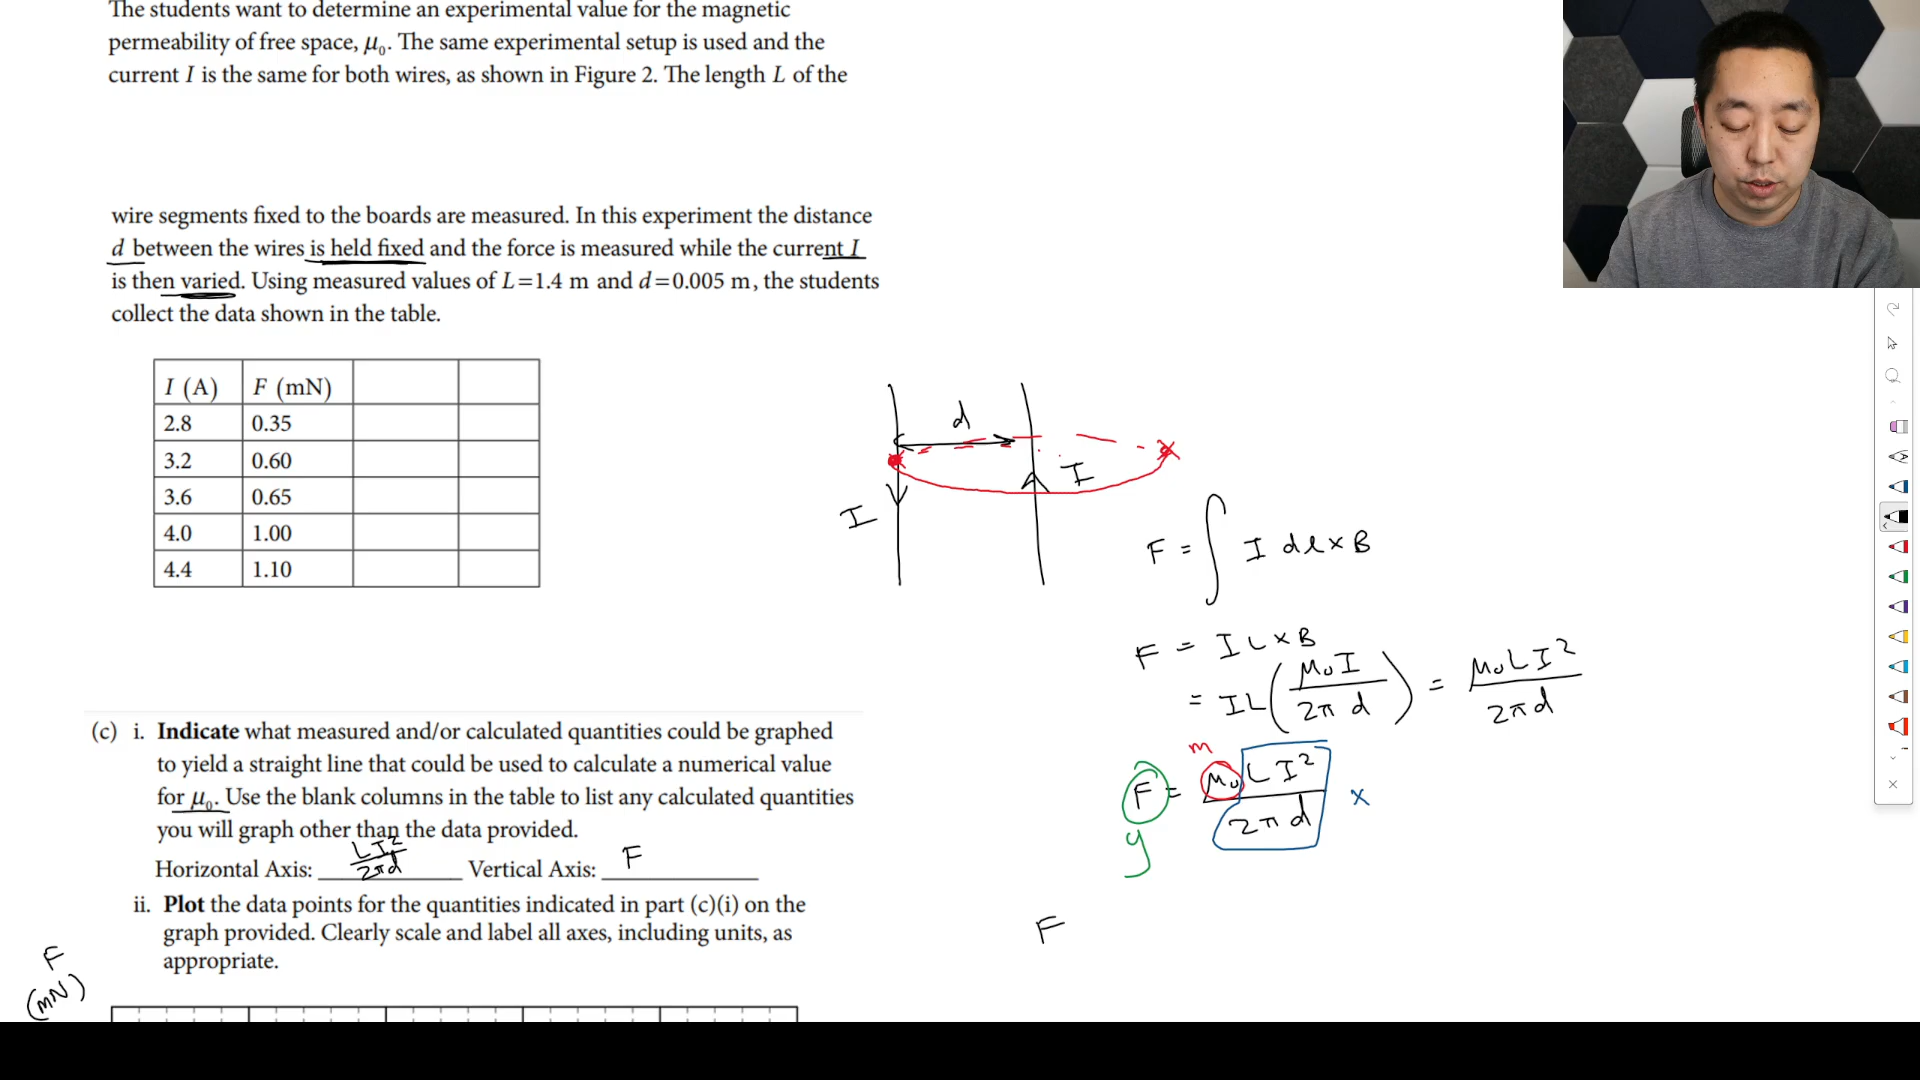 The students want to determine an experimental value for the magnetic
permeability of free space, μ₀. The same experimental setup is used and the
current I is the same for both wires, as shown in Figure 2. The length L of the
wire segments fixed to the boards are measured. In this experiment the distance
d between the wires is held fixed and the force is measured while the current I
is then varied. Using measured values of L=1.4 m and d=0.005 m, the students
collect the data shown in the table.
I (A) F (mN)
2.8 0.35
3.2 0.60
3.6 0.65
4.0 1.00
4.4 1.10
d
I
I
F = ∫ I dl × B
F = I L × B
= IL(μ₀I / 2πd) = μ₀LI² / 2πd
m
F = μ₀LI² / 2πd x
y
F
(c) i. Indicate what measured and/or calculated quantities could be graphed
to yield a straight line that could be used to calculate a numerical value
for μ₀. Use the blank columns in the table to list any calculated quantities
you will graph other than the data provided.
Horizontal Axis: LI² / 2πd Vertical Axis: F
ii. Plot the data points for the quantities indicated in part (c)(i) on the
graph provided. Clearly scale and label all axes, including units, as
appropriate.
F
(mN)